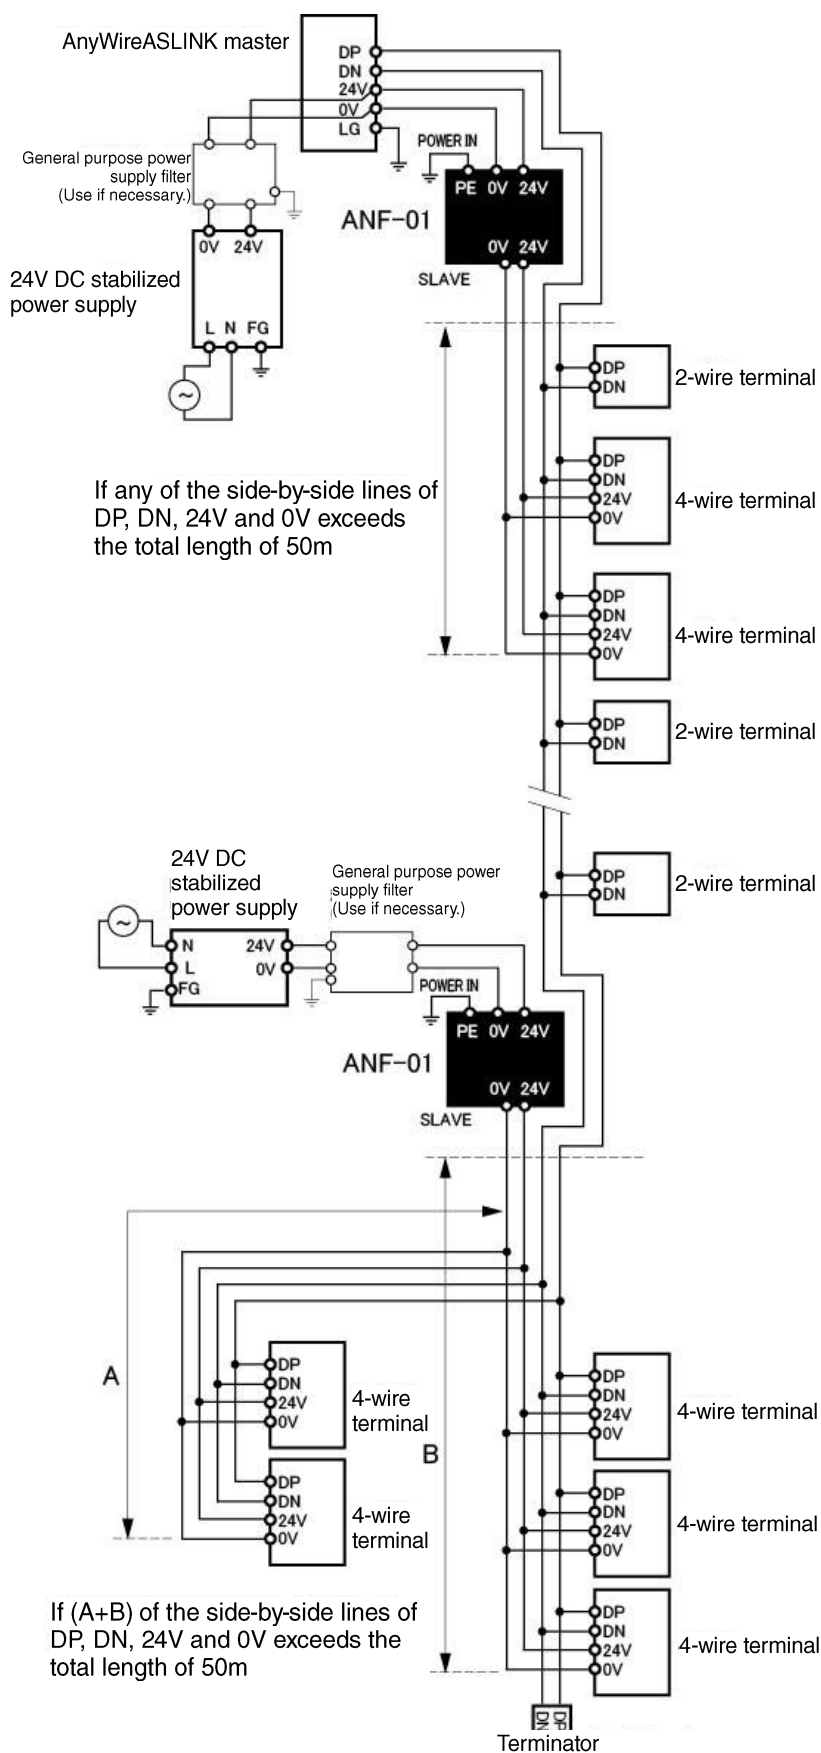 AnyWireASLINK master
DP
DN
24V
0V
LG
POWER IN
General purpose power
supply filter
(Use if necessary.)
PE 0V 24V
ANF-01
0V 24V
0V 24V
SLAVE
24V DC stabilized
power supply
L N FG
~
DP
DN
2-wire terminal
DP
DN
24V
0V
4-wire terminal
If any of the side-by-side lines of
DP, DN, 24V and 0V exceeds
the total length of 50m
DP
DN
24V
0V
4-wire terminal
DP
DN
2-wire terminal
DP
DN
2-wire terminal
24V DC
stabilized
power supply
General purpose power
supply filter
(Use if necessary.)
~
N 24V
L 0V
FG
POWER IN
PE 0V 24V
ANF-01
0V 24V
SLAVE
A
DP
DN
24V
0V
4-wire
terminal
DP
DN
24V
0V
4-wire
terminal
B
DP
DN
24V
0V
4-wire terminal
DP
DN
24V
0V
4-wire terminal
DP
DN
24V
0V
4-wire terminal
If (A+B) of the side-by-side lines of
DP, DN, 24V and 0V exceeds the
total length of 50m
DN
DP
Terminator